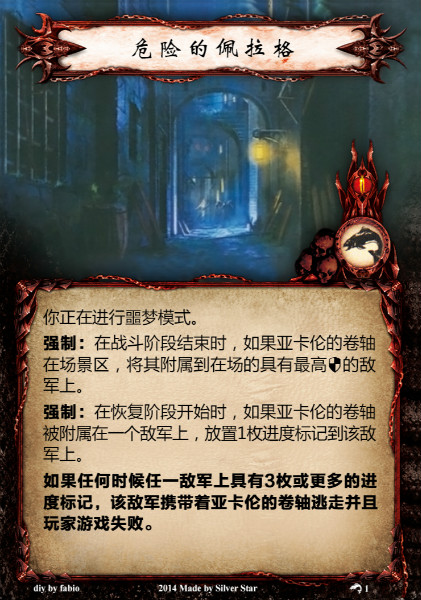 危险的佩拉格
你正在进行噩梦模式。
强制：在战斗阶段结束时，如果亚卡伦的卷轴
在场景区，将其附属到在场的具有最高的敌
军上。
强制：在恢复阶段开始时，如果亚卡伦的卷轴
被附属在一个敌军上，放置1枚进度标记到该敌
军上。
如果任何时候任一敌军上具有3枚或更多的进
度标记，该敌军携带着亚卡伦的卷轴逃走并且
玩家游戏失败。
diy by fabio
2014 Made by Silver Star
1